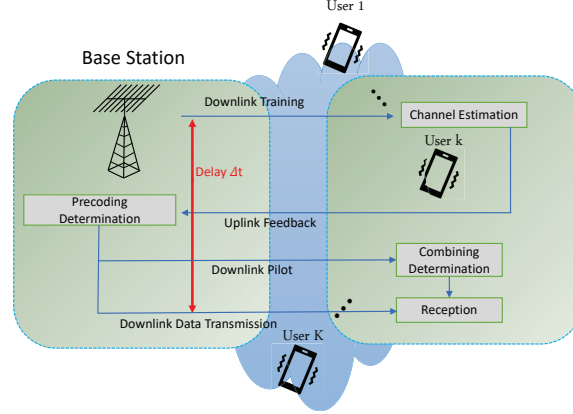 User 1
Base Station
Downlink Training
Channel Estimation
User k
Delay Δt
Precoding
Determination
Uplink Feedback
Combining
Determination
Downlink Pilot
Reception
Downlink Data Transmission
User K